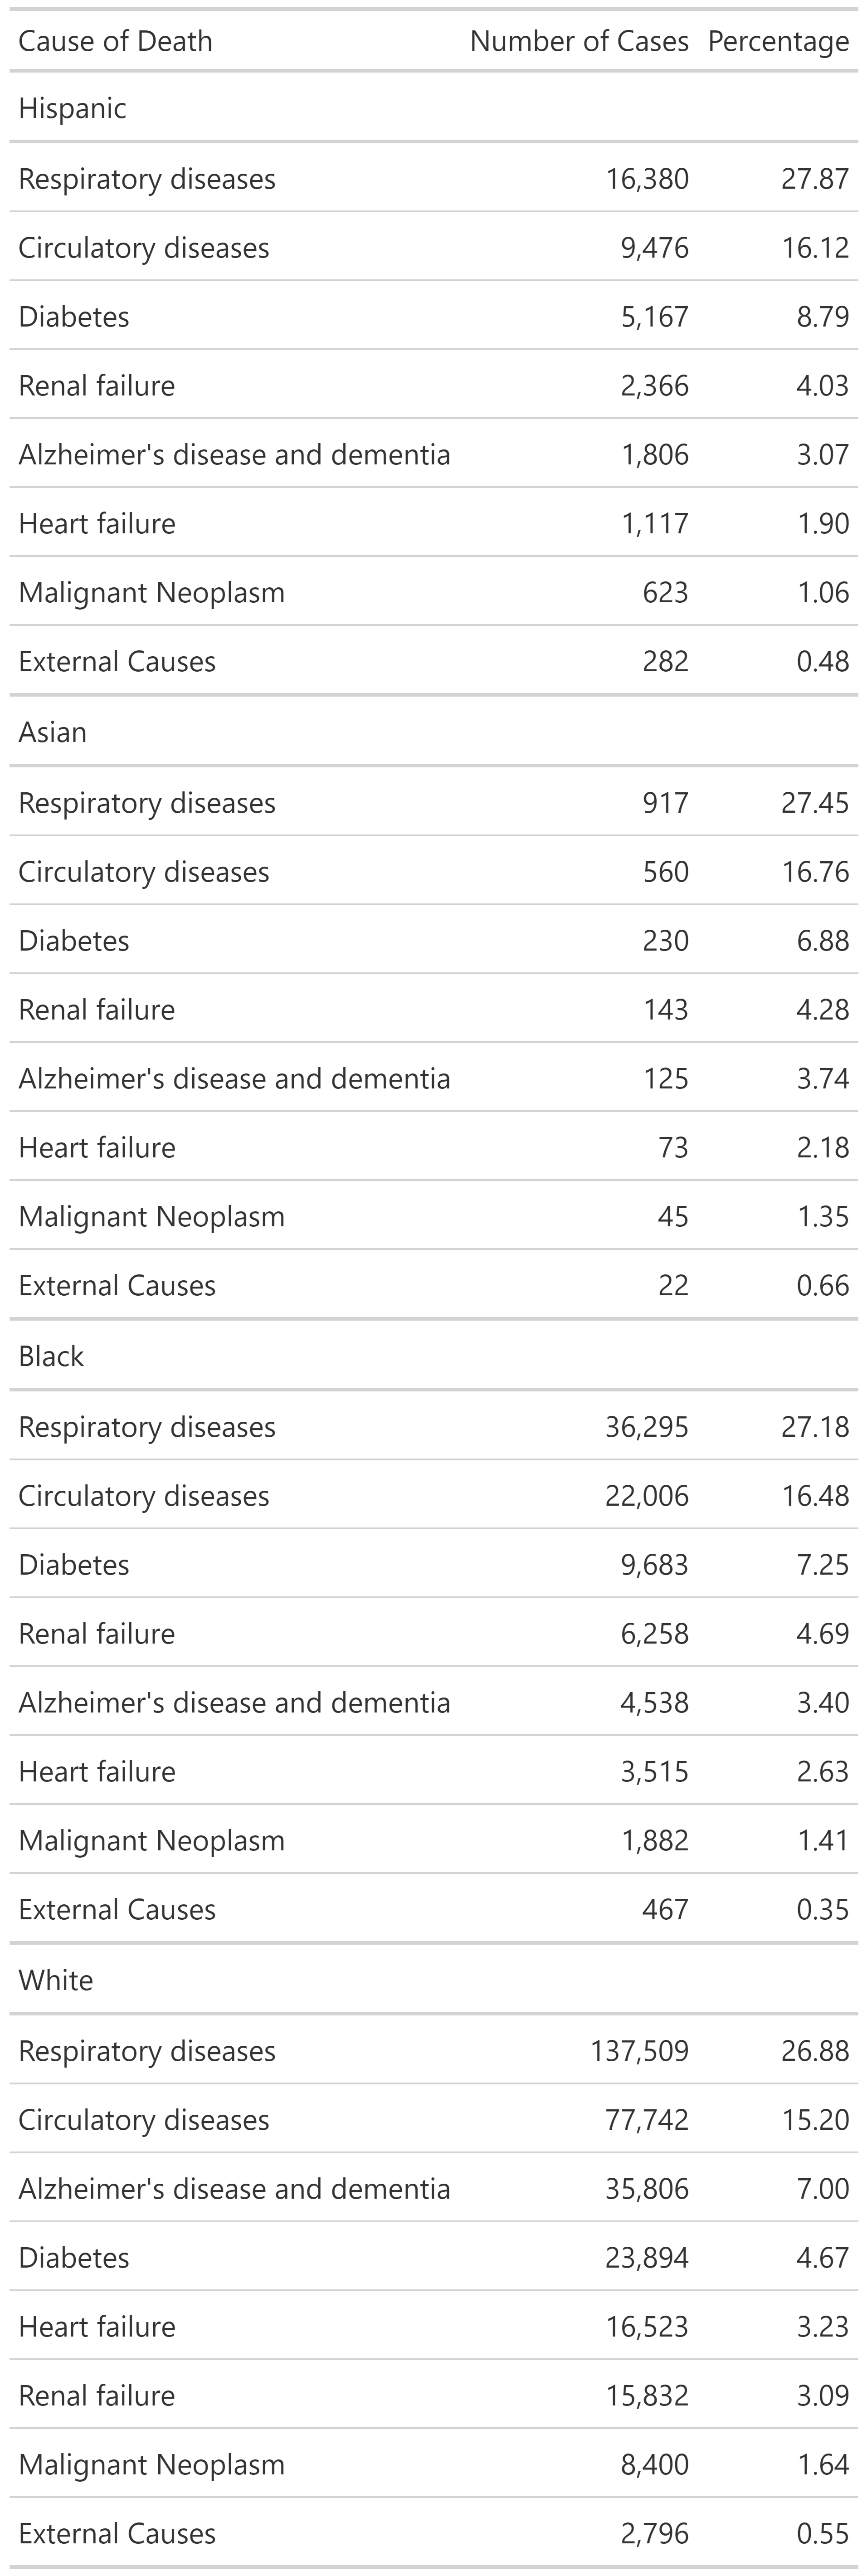 Cause of Death Number of Cases Percentage
Hispanic
Respiratory diseases 16,380 27.87
Circulatory diseases 9,476 16.12
Diabetes 5,167 8.79
Renal failure 2,366 4.03
Alzheimer's disease and dementia 1,806 3.07
Heart failure 1,117 1.90
Malignant Neoplasm 623 1.06
External Causes 282 0.48
Asian
Respiratory diseases 917 27.45
Circulatory diseases 560 16.76
Diabetes 230 6.88
Renal failure 143 4.28
Alzheimer's disease and dementia 125 3.74
Heart failure 73 2.18
Malignant Neoplasm 45 1.35
External Causes 22 0.66
Black
Respiratory diseases 36,295 27.18
Circulatory diseases 22,006 16.48
Diabetes 9,683 7.25
Renal failure 6,258 4.69
Alzheimer's disease and dementia 4,538 3.40
Heart failure 3,515 2.63
Malignant Neoplasm 1,882 1.41
External Causes 467 0.35
White
Respiratory diseases 137,509 26.88
Circulatory diseases 77,742 15.20
Alzheimer's disease and dementia 35,806 7.00
Diabetes 23,894 4.67
Heart failure 16,523 3.23
Renal failure 15,832 3.09
Malignant Neoplasm 8,400 1.64
External Causes 2,796 0.55